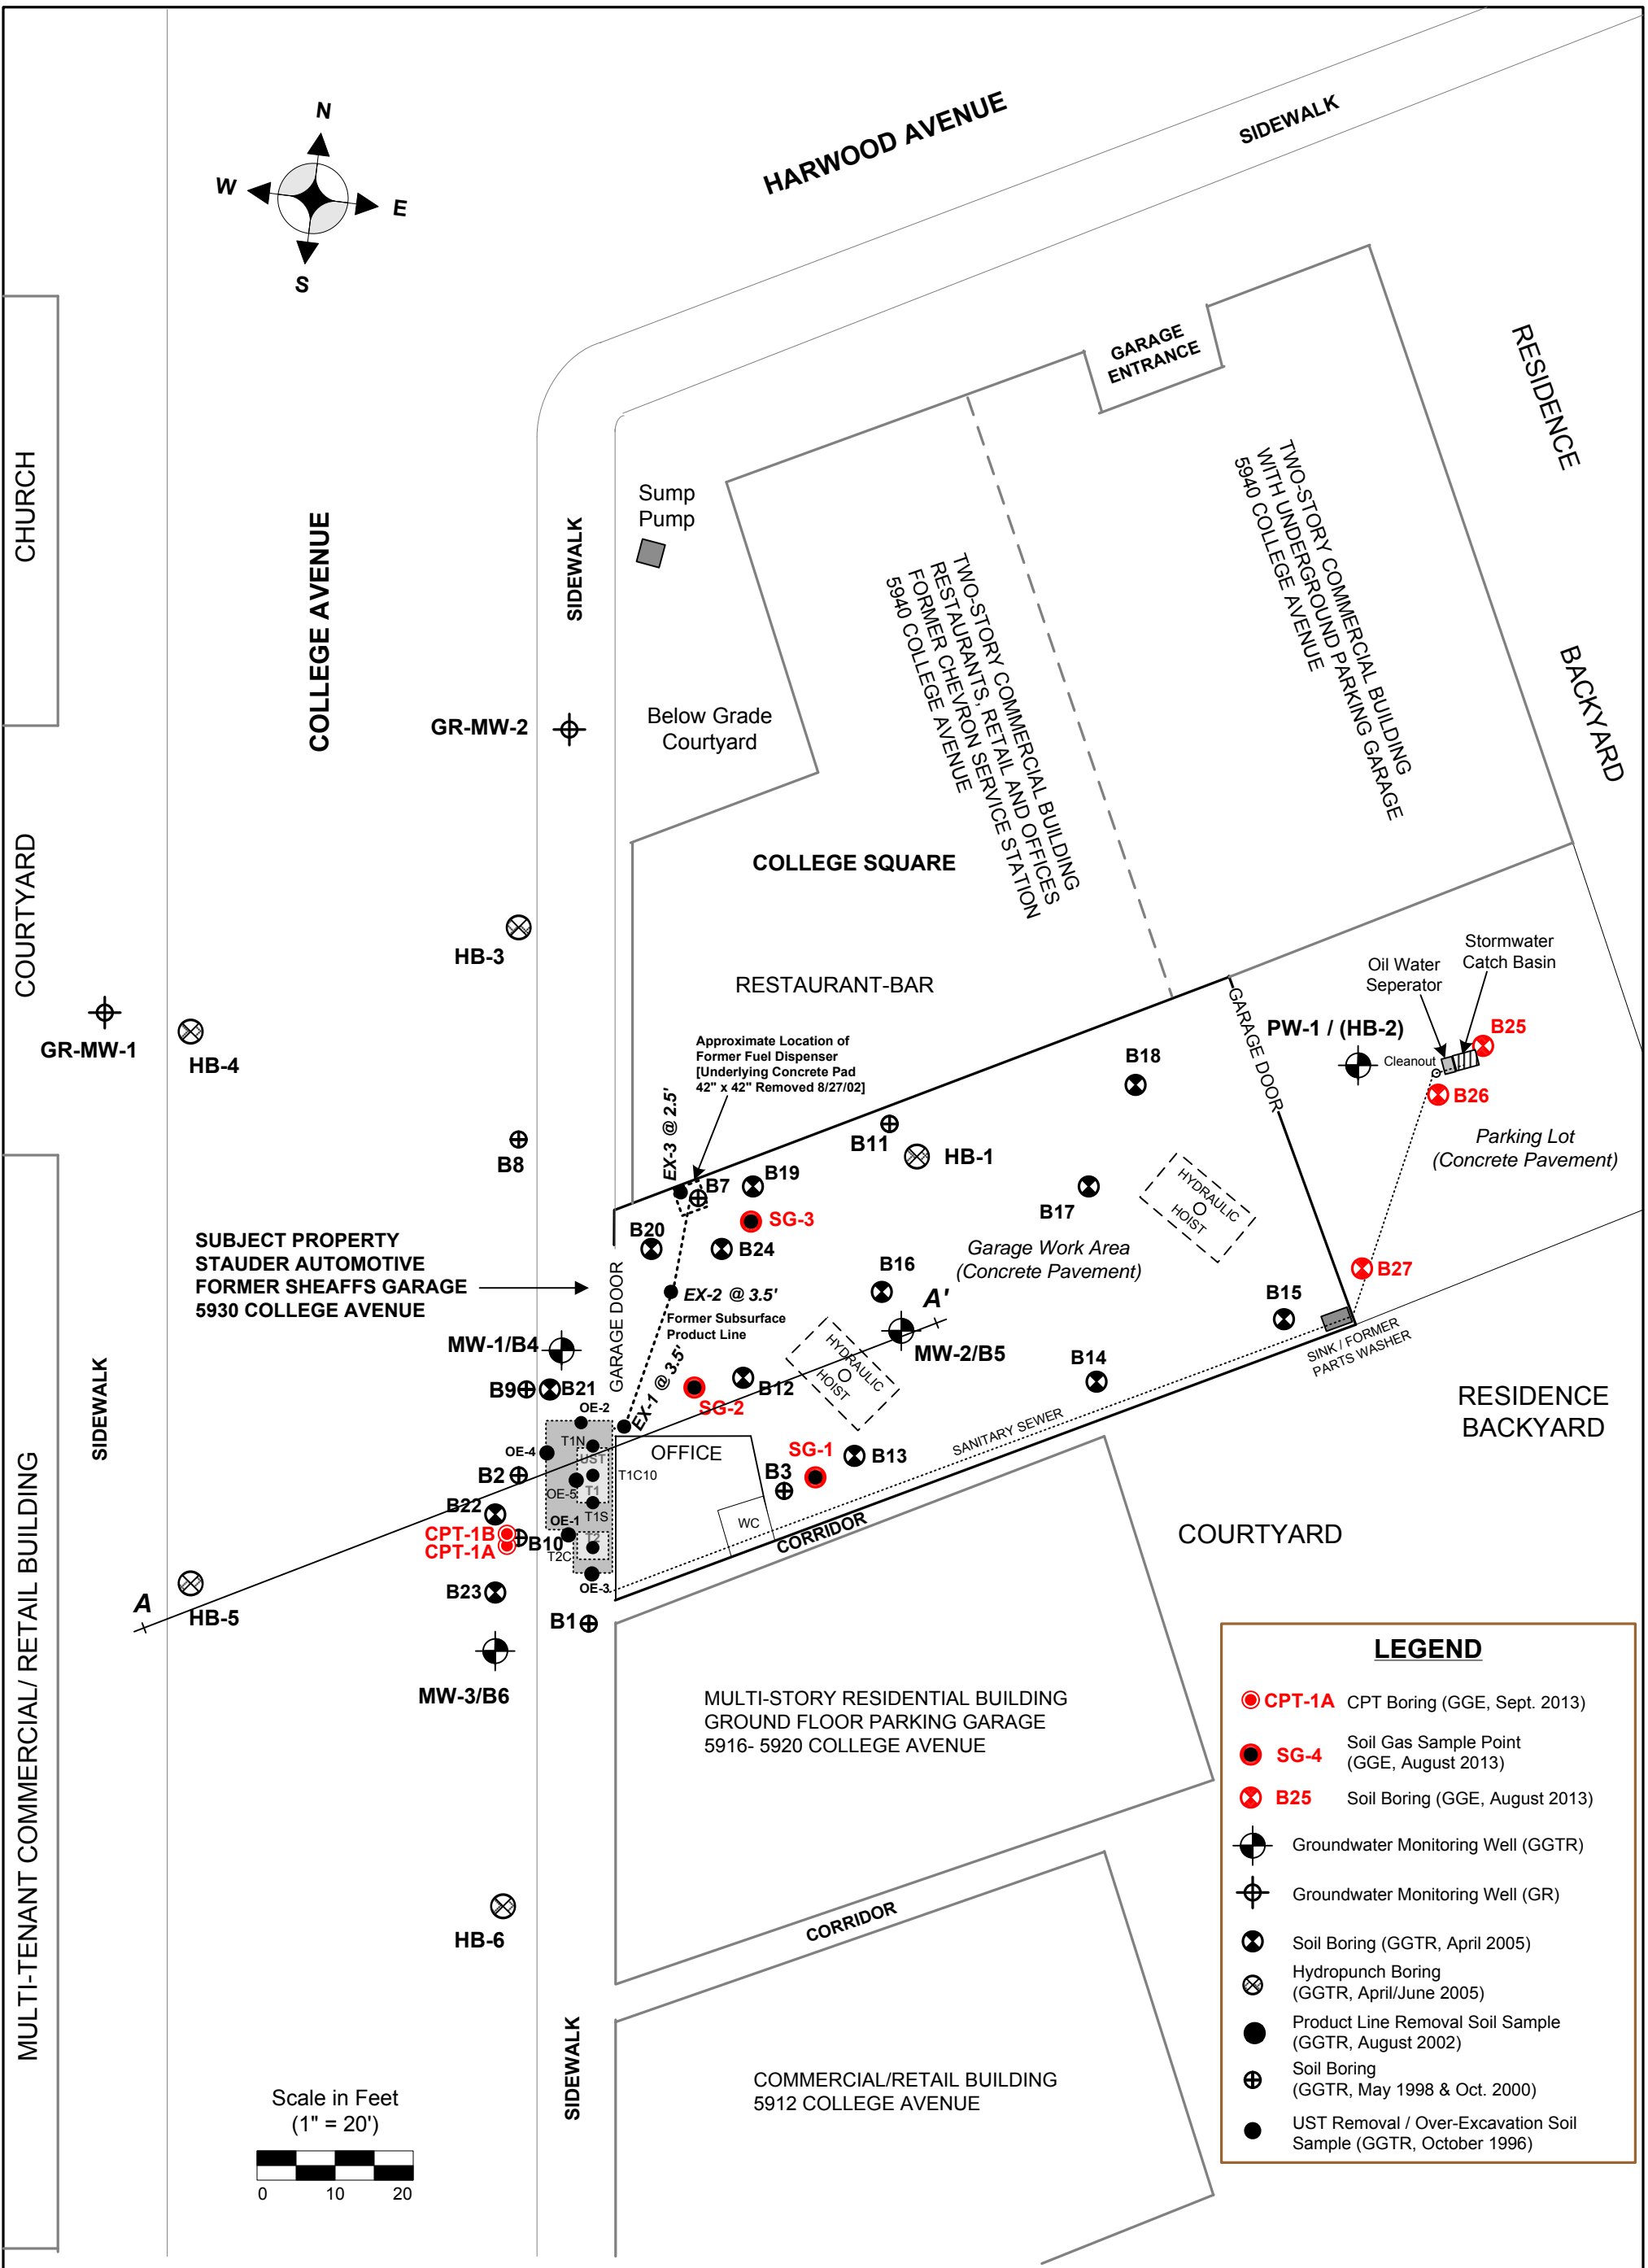 N
W
E
S
HARWOOD AVENUE
SIDEWALK
GARAGE
ENTRANCE
RESIDENCE
BACKYARD
CHURCH
COLLEGE AVENUE
SIDEWALK
Sump
Pump
TWO-STORY COMMERCIAL BUILDING
WITH UNDERGROUND PARKING GARAGE
5940 COLLEGE AVENUE
TWO-STORY COMMERCIAL BUILDING
RESTAURANTS, RETAIL AND OFFICES
FORMER CHEVRON SERVICE STATION
5940 COLLEGE AVENUE
GR-MW-2
Below Grade
Courtyard
COLLEGE SQUARE
COURTYARD
HB-3
RESTAURANT-BAR
GR-MW-1
HB-4
Oil Water
Seperator
Stormwater
Catch Basin
PW-1 / (HB-2)
Cleanout
B25
B26
Parking Lot
(Concrete Pavement)
GARAGE DOOR
Approximate Location of
Former Fuel Dispenser
[Underlying Concrete Pad
42" x 42" Removed 8/27/02]
EX-3 @ 2.5'
B18
B11
HB-1
B8
B7
B19
SG-3
B17
HYDRAULIC
HOIST
B20
B24
Garage Work Area
(Concrete Pavement)
SUBJECT PROPERTY
STAUDER AUTOMOTIVE
FORMER SHEAFFS GARAGE
5930 COLLEGE AVENUE
GARAGE DOOR
EX-2 @ 3.5'
Former Subsurface
Product Line
B16
A'
B27
B15
SINK / FORMER
PARTS WASHER
MW-1/B4
MW-2/B5
HYDRAULIC
HOIST
B14
B9
B21
EX-1 @ 3.5'
SG-2
B12
SIDEWALK
OE-2
T1N
OE-4
UST
T1C10
OE-5
T1
T1S
OE-1
T2
T2C
OE-3
OFFICE
WC
B2
B22
CPT-1B
CPT-1A
B10
B23
B3
SG-1
B13
SANITARY SEWER
CORRIDOR
RESIDENCE
BACKYARD
COURTYARD
A
HB-5
B1
MW-3/B6
MULTI-TENANT COMMERCIAL/ RETAIL BUILDING
MULTI-STORY RESIDENTIAL BUILDING
GROUND FLOOR PARKING GARAGE
5916- 5920 COLLEGE AVENUE
HB-6
CORRIDOR
SIDEWALK
COMMERCIAL/RETAIL BUILDING
5912 COLLEGE AVENUE
Scale in Feet
(1" = 20')
0 10 20
LEGEND
CPT-1A CPT Boring (GGE, Sept. 2013)
SG-4 Soil Gas Sample Point
(GGE, August 2013)
B25 Soil Boring (GGE, August 2013)
Groundwater Monitoring Well (GGTR)
Groundwater Monitoring Well (GR)
Soil Boring (GGTR, April 2005)
Hydropunch Boring
(GGTR, April/June 2005)
Product Line Removal Soil Sample
(GGTR, August 2002)
Soil Boring
(GGTR, May 1998 & Oct. 2000)
UST Removal / Over-Excavation Soil
Sample (GGTR, October 1996)